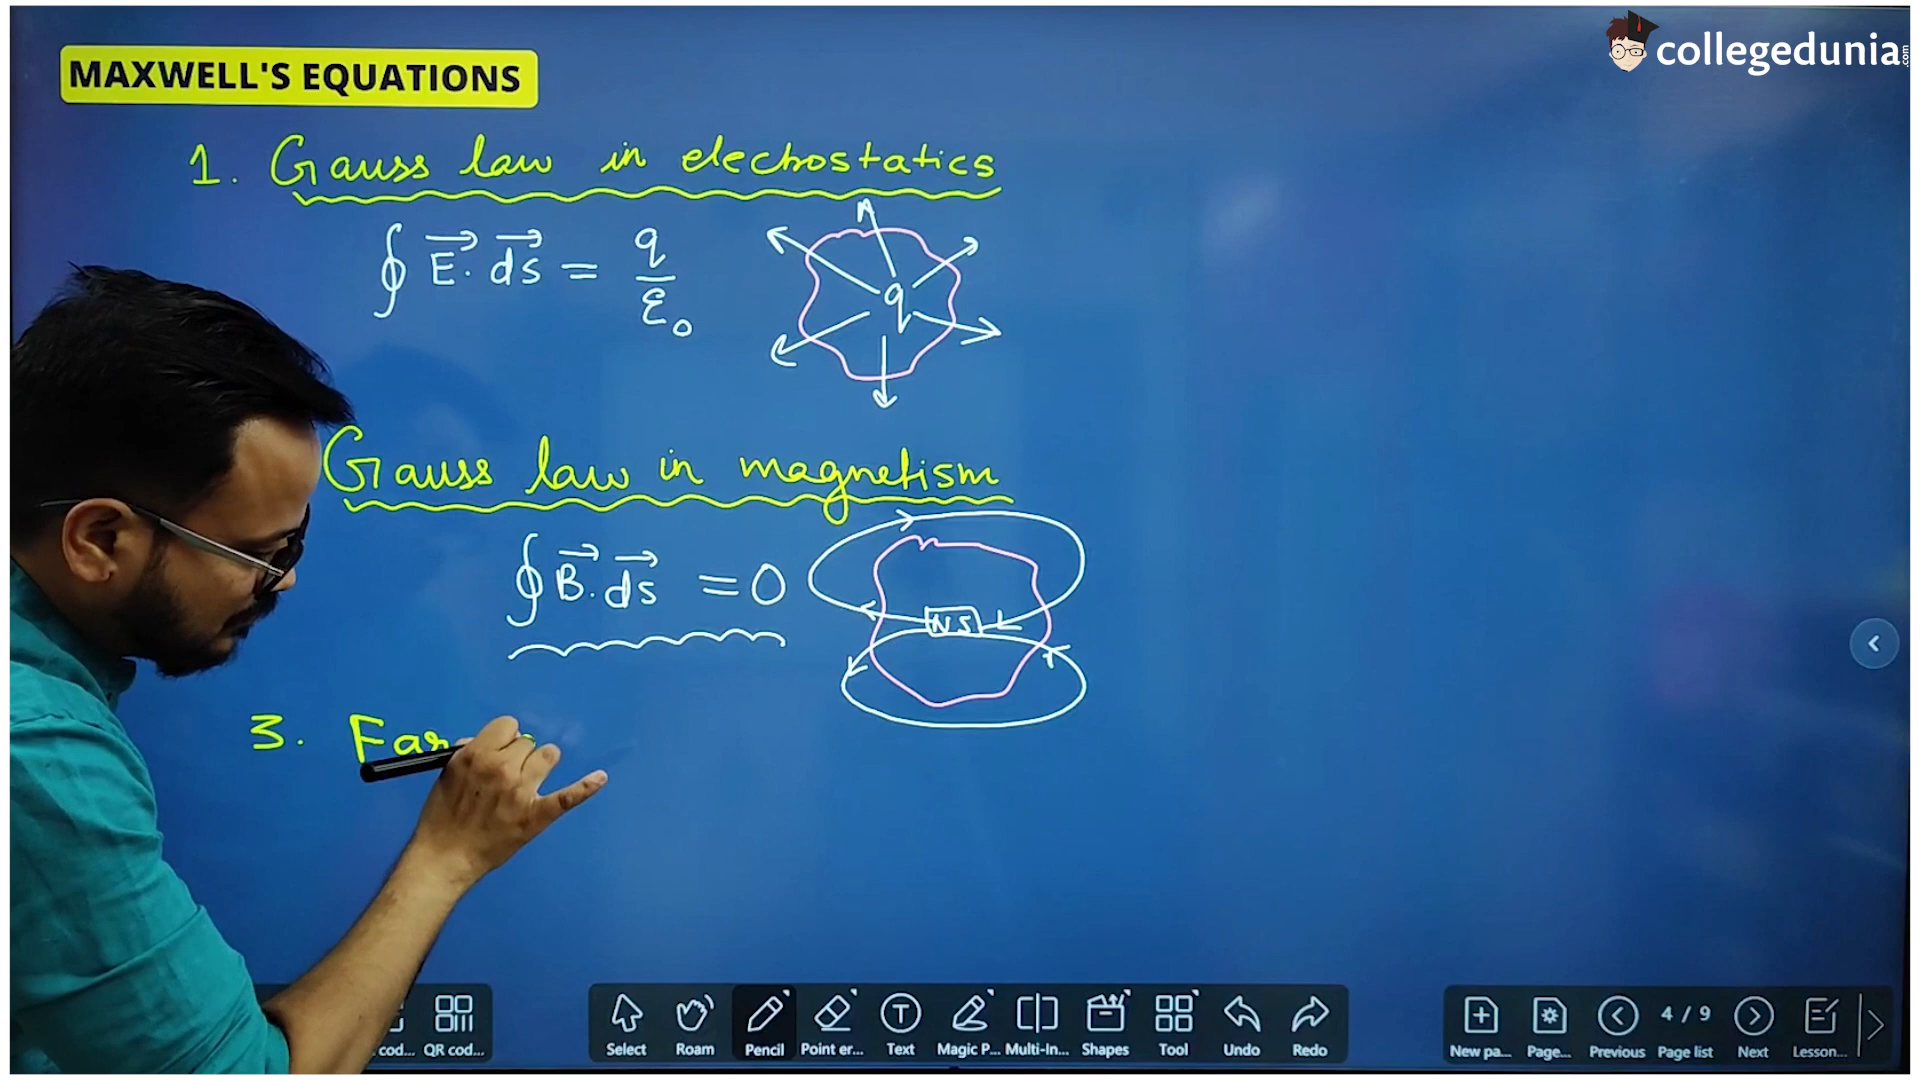 collegedunia.com
MAXWELL'S EQUATIONS
1. Gauss law in electrostatics
∮ E⃗. ds⃗ = q/ε₀
q
Gauss law in magnetism
∮ B⃗. ds⃗ = 0
N S
3. Far
cod... QR cod... Select Roam Pencil Point er... Text Magic P... Multi-In... Shapes Tool Undo Redo New pa... Page... Previous 4 / 9 Page list Next Lesson...